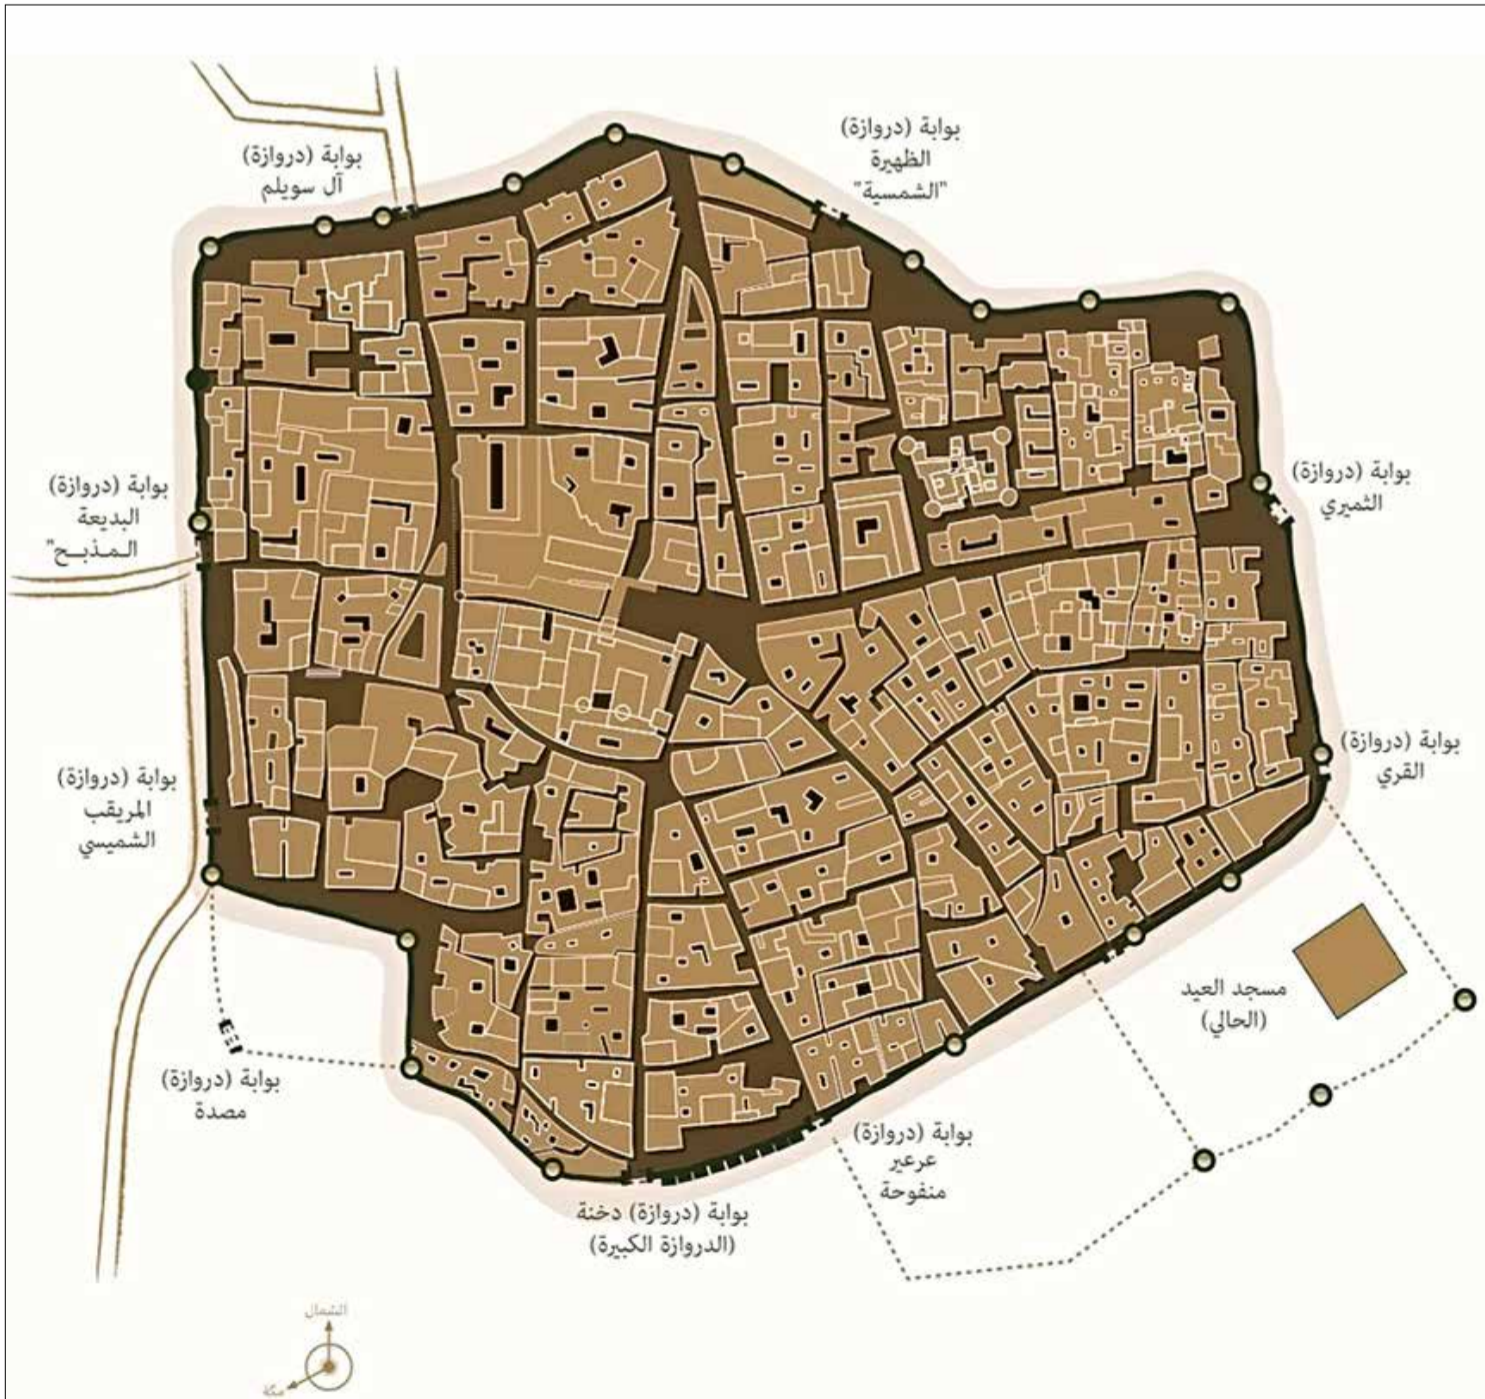 بوابة (دروازة)
الظهيرة
"الشمسية"
بوابة (دروازة)
آل سويلم
بوابة (دروازة)
الثميري
بوابة (دروازة)
البديعة
المـذبــح"
بوابة (دروازة)
القري
بوابة (دروازة)
المريقب
الشميسي
مسجد العيد
(الحالي)
بوابة (دروازة)
مصدة
بوابة (دروازة)
عرعير
منفوحة
بوابة (دروازة) دخنة
(الدروازة الكبيرة)
الشمال
مكة